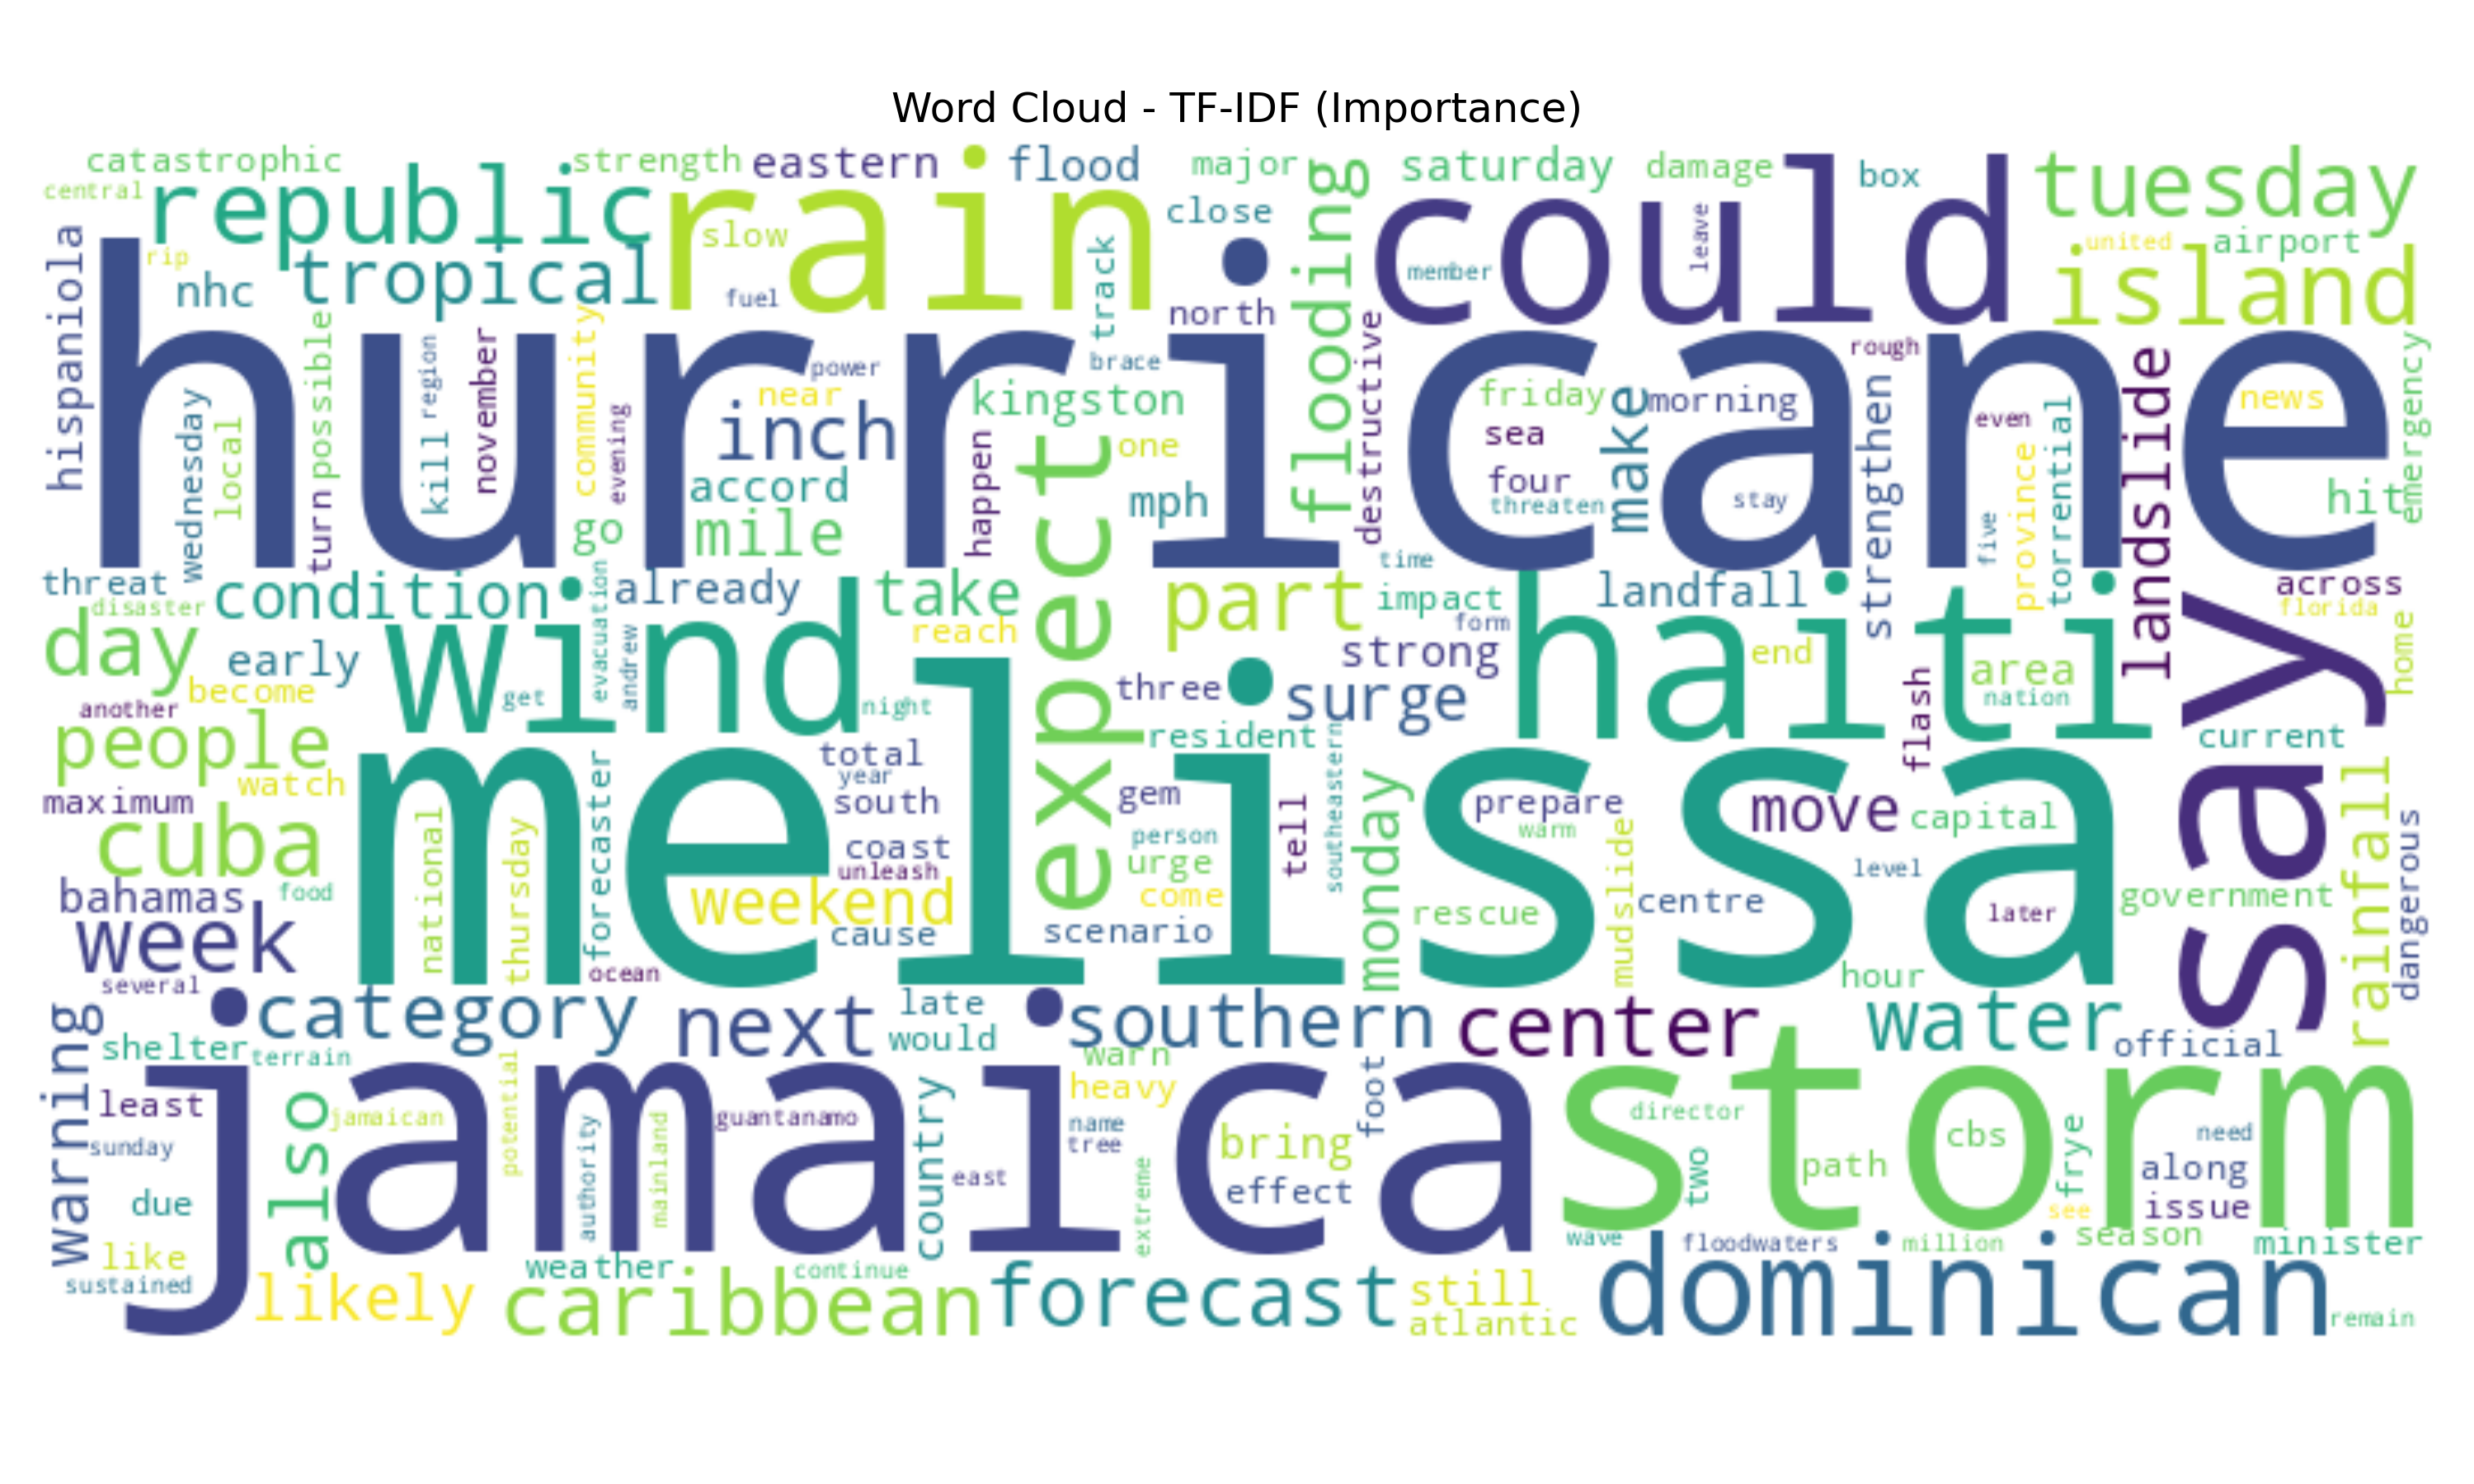 Word Cloud - TF-IDF (Importance)
catastrophic
strength
eastern
flood
major
saturday
damage
box
tuesday
central
republic
rain
slow
close
flooding
could
leave
member
united
airport
island
hispaniola
rip
nhc
tropical
fuel
track
north
hurricane
wednesday
local
possible
turn
region
kill
november
community
evening
power
near
inch
accord
mile
go
happen
brace
kingston
one
mph
expect
destructive
friday
sea
four
threaten
make
morning
stay
rough
strengthen
even
five
province
torrential
landslide
news
emergency
hit
threat
disaster
condition
already
take
part
time
impact
form
landfall
haiti
across
florida
home
day
early
become
another
evacuation
andrew
wind
get
night
reach
three
strong
surge
end
area
nation
flash
say
people
watch
maximum
cuba
forecaster
total
year
south
coast
unleash
melissa
resident
southeastern
gem
person
urge
come
tell
monday
prepare
warm
mudslide
move
capital
level
current
rainfall
dangerous
bahamas
food
week
national
thursday
ocean
weekend
cause
scenario
rescue
centre
later
government
hour
several
warning
category
next
late
would
southern
center
water
official
shelter
terrain
least
sunday
due
like
sustained
also
jamaican
potential
authority
mainland
guantanamo
jamaica
country
east
warn
heavy
name
tree
extreme
bring
effect
foot
storm
director
two
path
cbs
frye
see
need
along
issue
season
minister
wave
floodwaters
million
likely
weather
continue
caribbean
forecast
still
atlantic
dominican
remain